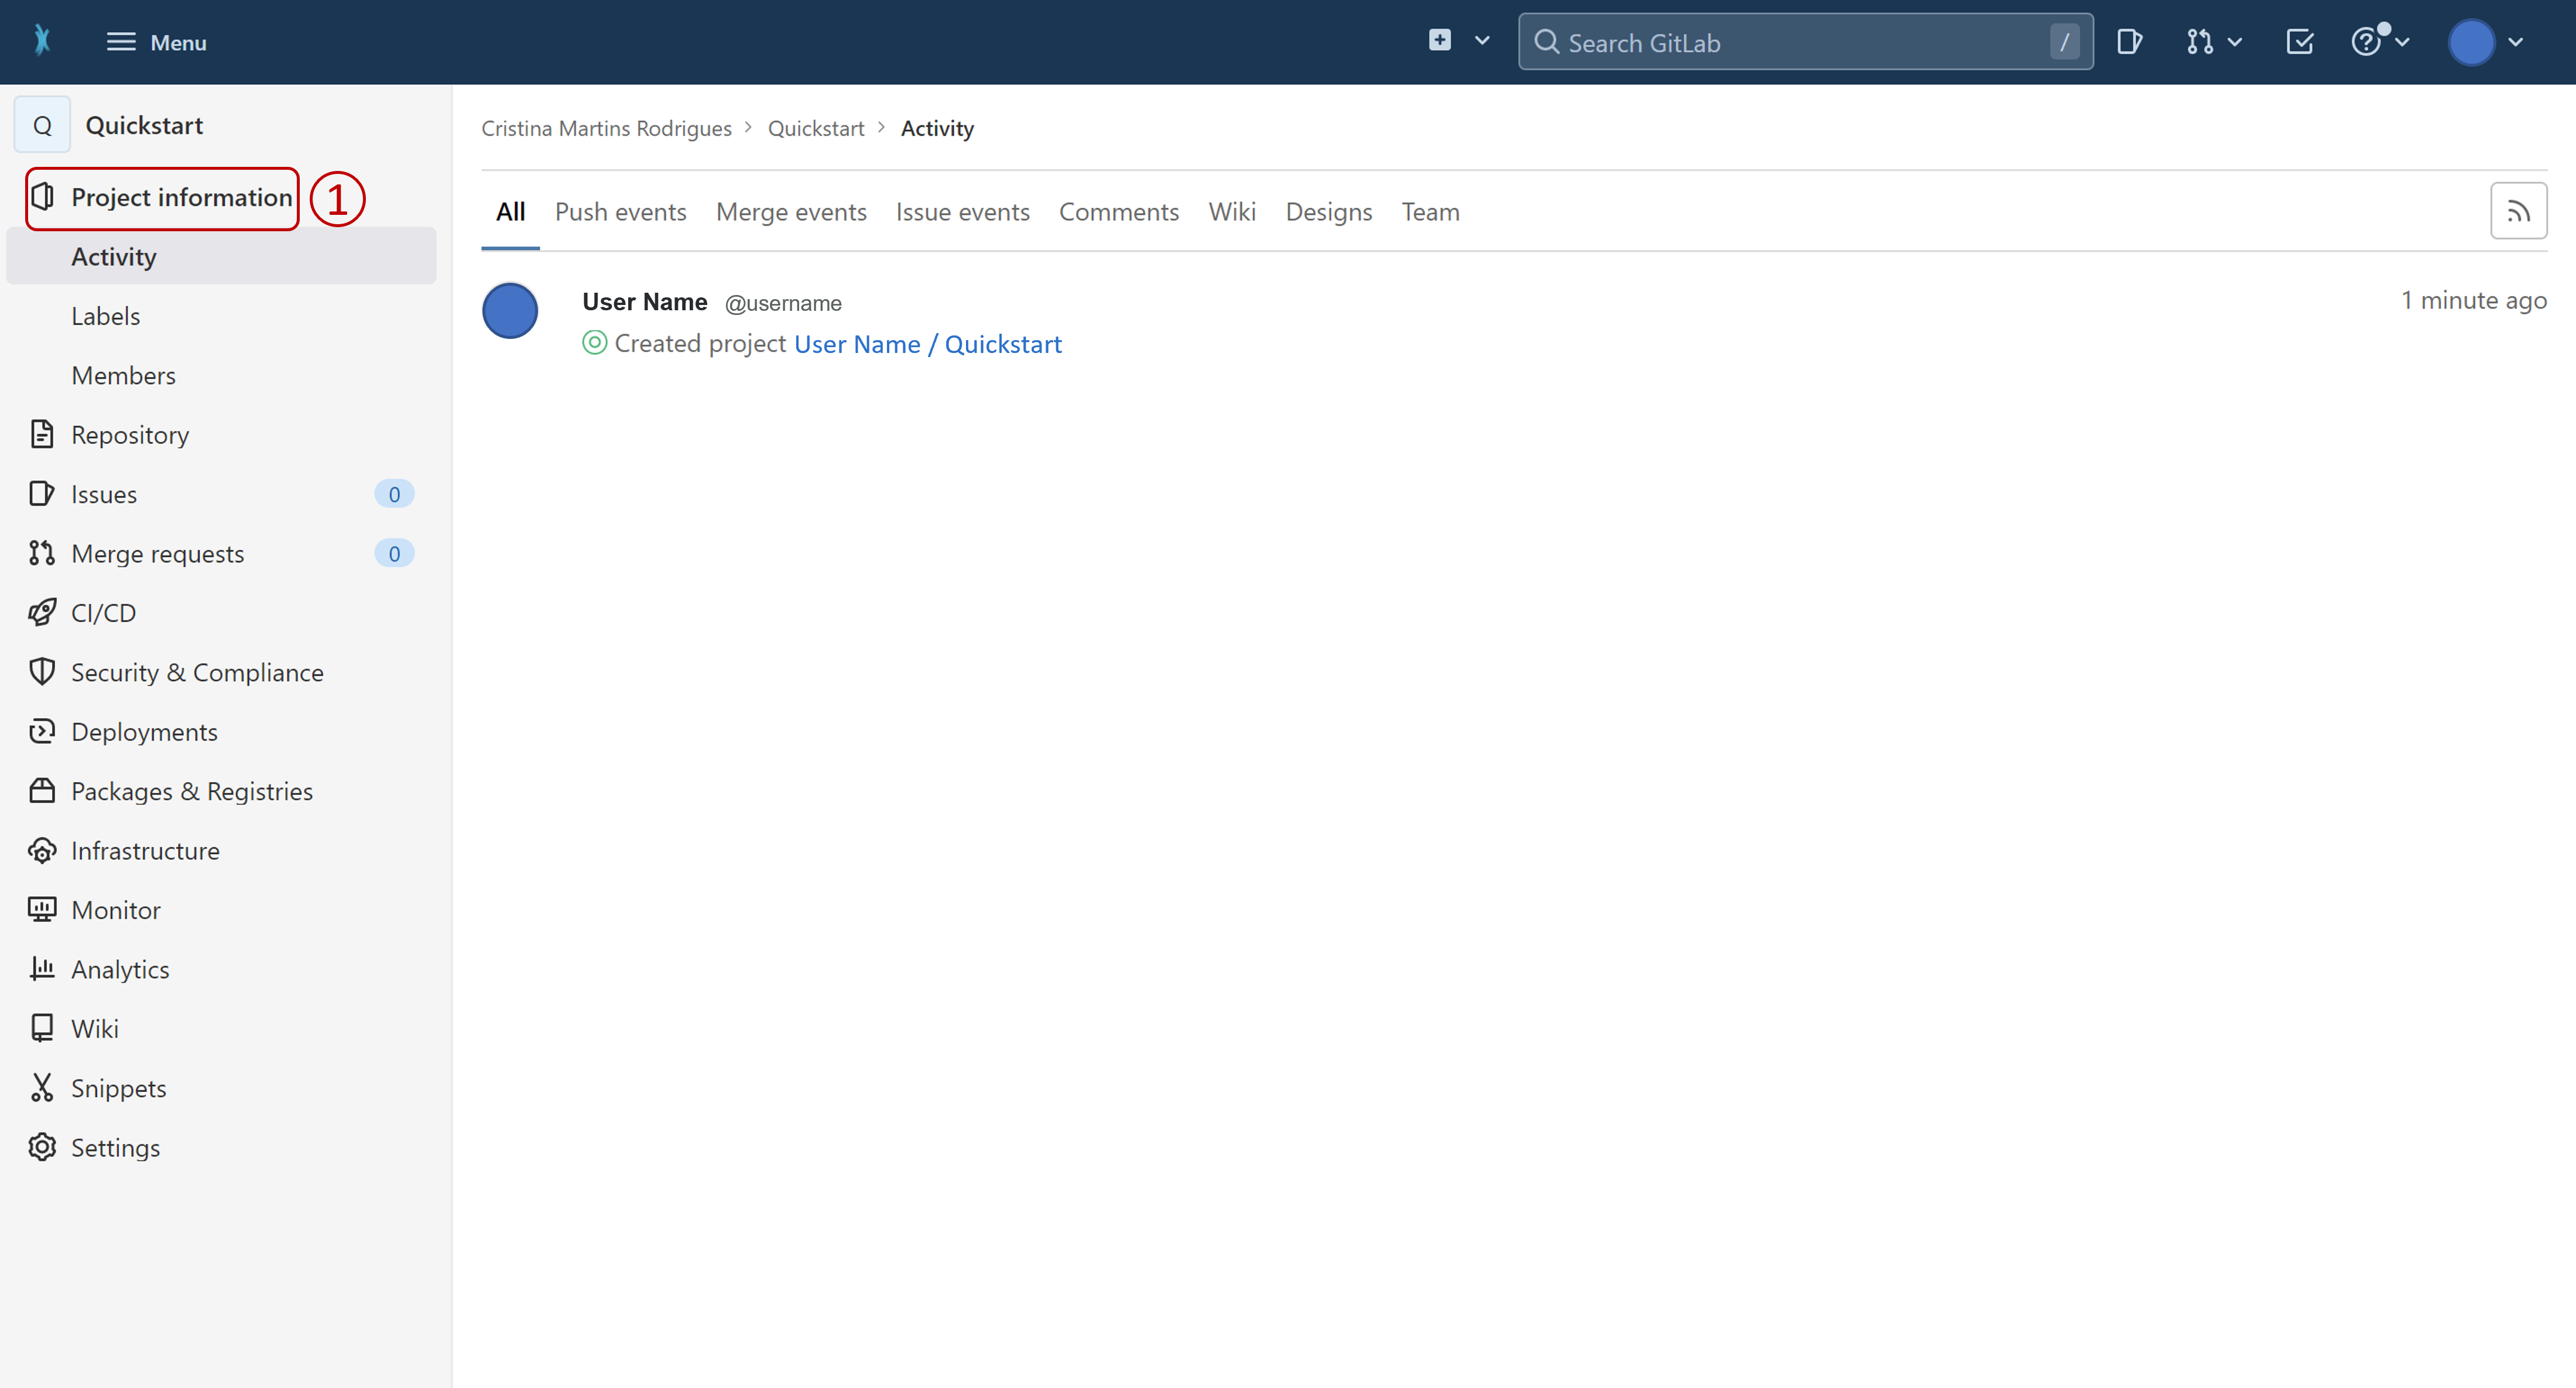 Menu
Search GitLab /
Q Quickstart
Project information ①
Activity
Labels
Members
Repository
Issues 0
Merge requests 0
CI/CD
Security & Compliance
Deployments
Packages & Registries
Infrastructure
Monitor
Analytics
Wiki
Snippets
Settings
Cristina Martins Rodrigues > Quickstart > Activity
All Push events Merge events Issue events Comments Wiki Designs Team
User Name @username 1 minute ago
Created project User Name / Quickstart